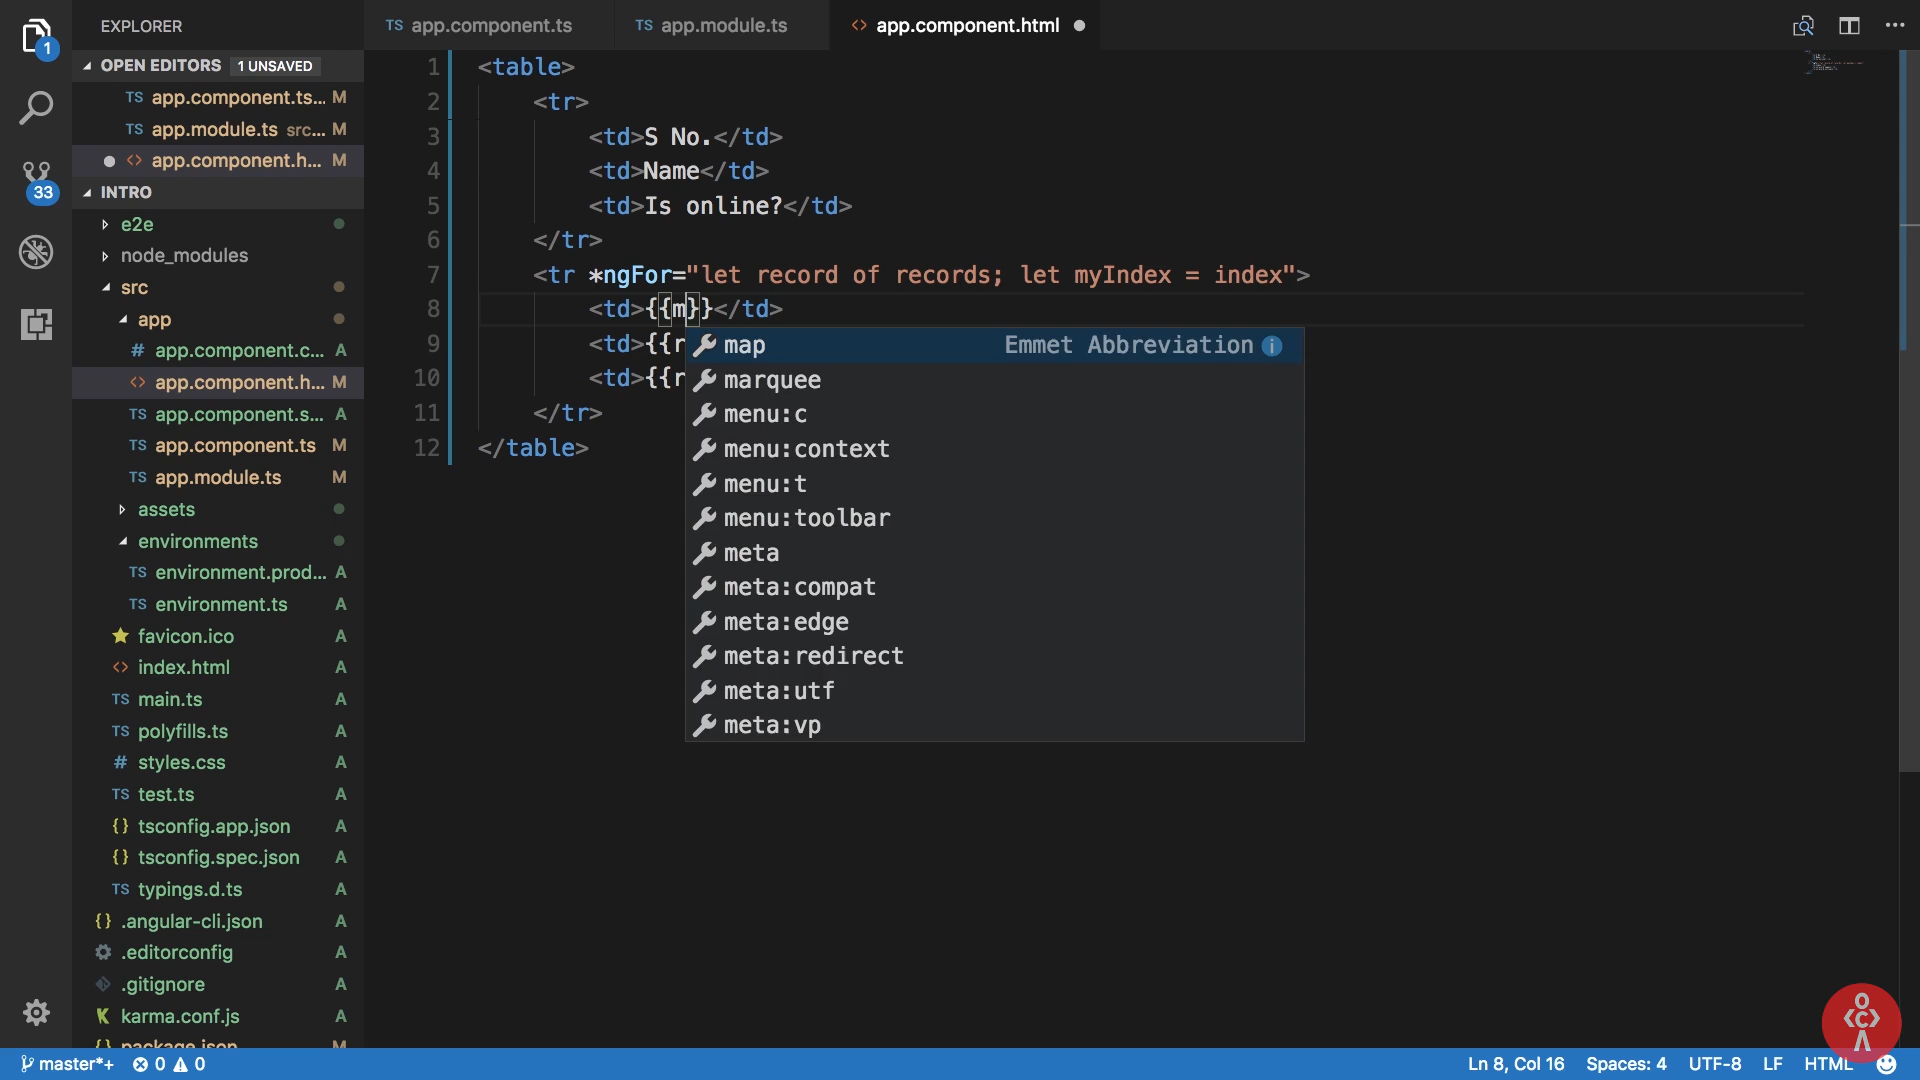 EXPLORER
OPEN EDITORS 1 UNSAVED
TS app.component.ts... M
TS app.module.ts src... M
<> app.component.h... M
INTRO
e2e
node_modules
src
app
# app.component.c... A
<> app.component.h... M
TS app.component.s... A
TS app.component.ts M
TS app.module.ts M
assets
environments
TS environment.prod... A
TS environment.ts A
favicon.ico A
<> index.html A
TS main.ts A
TS polyfills.ts A
# styles.css A
TS test.ts A
{} tsconfig.app.json A
{} tsconfig.spec.json A
TS typings.d.ts A
{} .angular-cli.json A
.editorconfig A
.gitignore A
karma.conf.js A
{} package.json M
1
33
TS app.component.ts
TS app.module.ts
<> app.component.html
1 <table>
2 <tr>
3 <td>S No.</td>
4 <td>Name</td>
5 <td>Is online?</td>
6 </tr>
7 <tr *ngFor="let record of records; let myIndex = index">
8 <td>{{m}}</td>
9 <td>{{r
10 <td>{{r
11 </tr>
12 </table>
map Emmet Abbreviation
marquee
menu:c
menu:context
menu:t
menu:toolbar
meta
meta:compat
meta:edge
meta:redirect
meta:utf
meta:vp
master*+ 0 0
Ln 8, Col 16 Spaces: 4 UTF-8 LF HTML